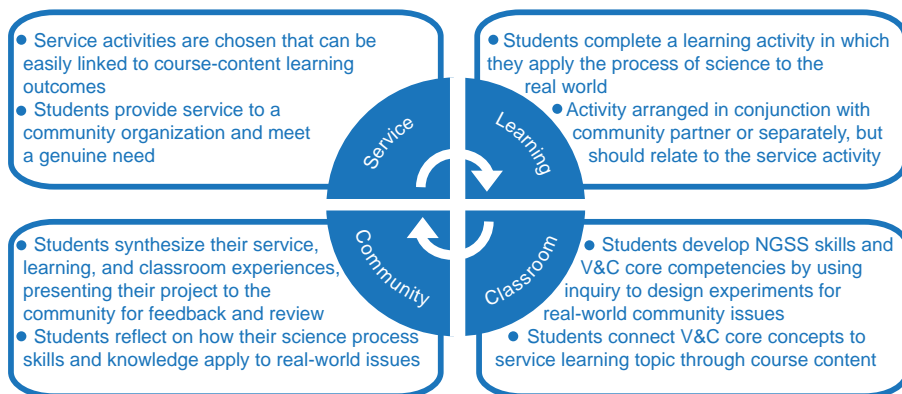 ● Service activities are chosen that can be
easily linked to course-content learning
outcomes
● Students provide service to a
community organization and meet
a genuine need
● Students complete a learning activity in which
they apply the process of science to the
real world
● Activity arranged in conjunction with
community partner or separately, but
should relate to the service activity
Service
Learning
Community
Classroom
● Students synthesize their service,
learning, and classroom experiences,
presenting their project to the
community for feedback and review
● Students reflect on how their science process
skills and knowledge apply to real-world issues
● Students develop NGSS skills and
V&C core competencies by using
inquiry to design experiments for
real-world community issues
● Students connect V&C core concepts to
service learning topic through course content